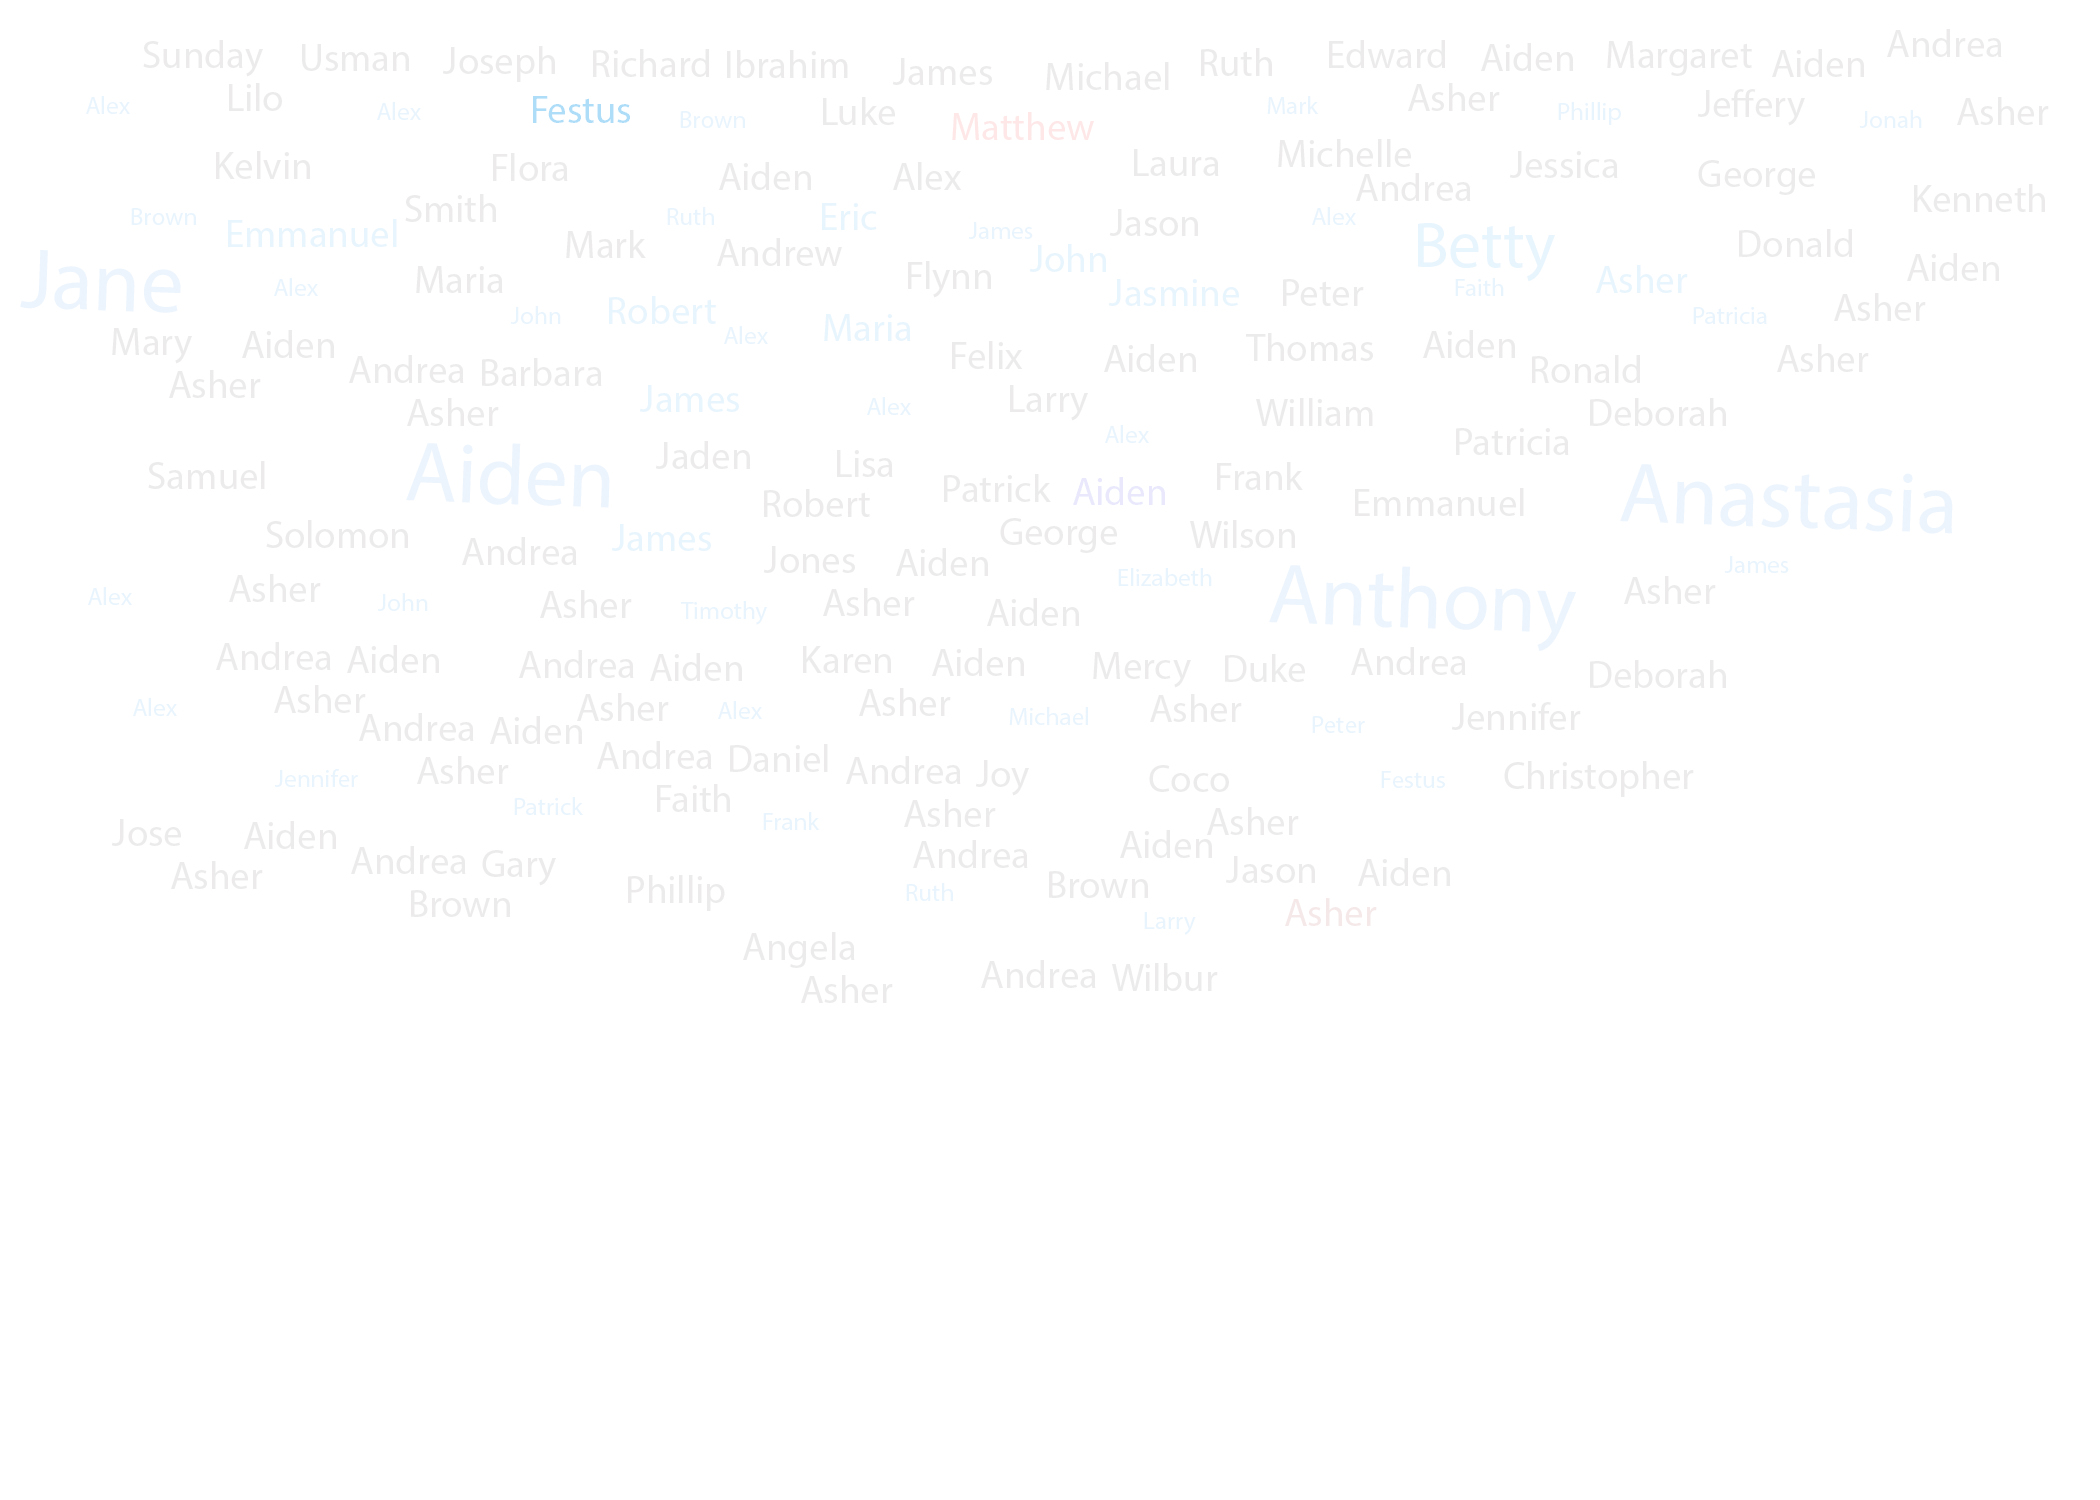 Sunday Usman Joseph Richard Ibrahim James Michael Ruth Edward Aiden Margaret Aiden Andrea
Alex Lilo Alex Festus Brown Luke Matthew Mark Asher Phillip Jeffery Jonah Asher
Kelvin Flora Aiden Alex Laura Michelle Jessica George
Andrea Kenneth
Brown Emmanuel Smith Ruth Eric James Jason Alex
Mark Andrew John Betty Donald
Jane Alex Maria Flynn Jasmine Peter Faith Asher Aiden
John Robert Alex Maria Patricia Asher
Mary Aiden Felix Aiden Thomas Aiden Asher
Asher Andrea Barbara Ronald
Asher James Alex Larry William Deborah
Alex Patricia
Samuel Aiden Jaden Lisa Patrick Aiden Frank Anastasia
Robert Emmanuel
Solomon Andrea James George Wilson
Jones Aiden Elizabeth James
Alex Asher John Asher Timothy Asher Aiden Anthony Asher
Andrea Aiden Andrea Aiden Karen Aiden Mercy Duke Andrea Deborah
Alex Asher Asher Alex Asher Michael Asher Peter Jennifer
Andrea Aiden
Andrea Daniel
Jennifer Asher Andrea Joy Coco Festus Christopher
Patrick Faith Frank Asher Asher
Jose Aiden Andrea Aiden
Asher Andrea Gary Jason Aiden
Brown Phillip Ruth Brown
Larry Asher
Angela
Asher Andrea Wilbur